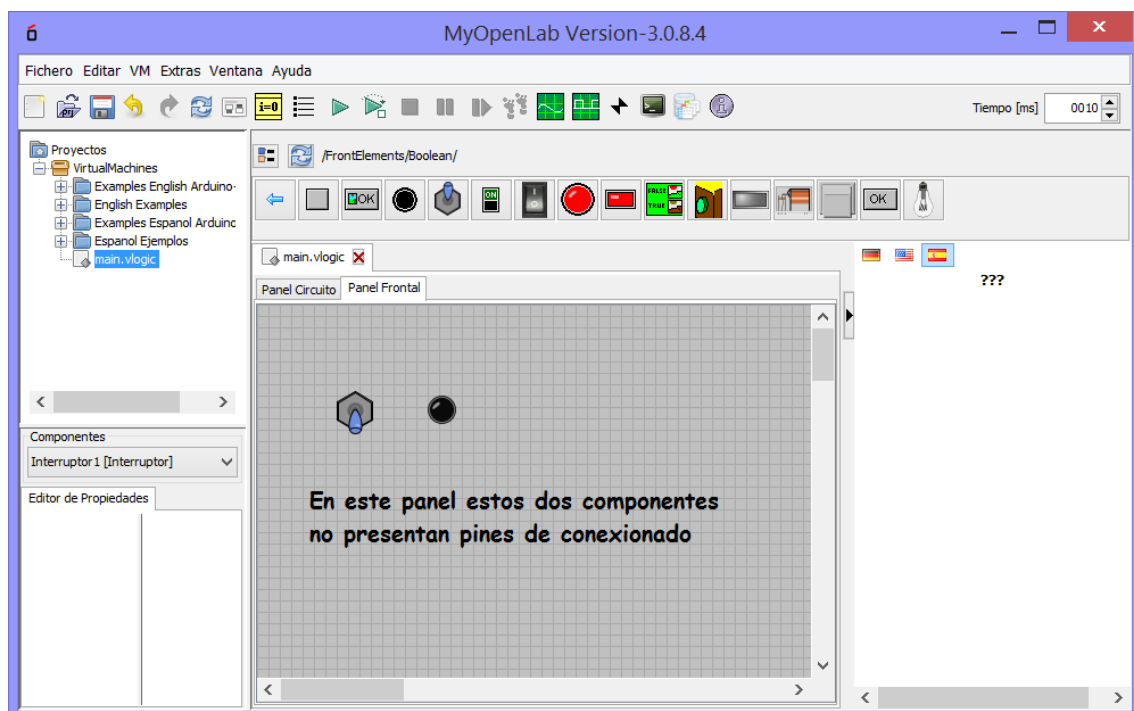 MyOpenLab Version-3.0.8.4
Fichero Editar VM Extras Ventana Ayuda
i=0
Tiempo [ms] 0010
Proyectos
VirtualMachines
Examples English Arduino-
English Examples
Examples Espanol Arduino
Espanol Ejemplos
main.vlogic
/FrontElements/Boolean/
OK
ON
FALSE
TRUE
OK
main.vlogic
Panel Circuito Panel Frontal
???
En este panel estos dos componentes
no presentan pines de conexionado
Componentes
Interruptor1 [Interruptor]
Editor de Propiedades